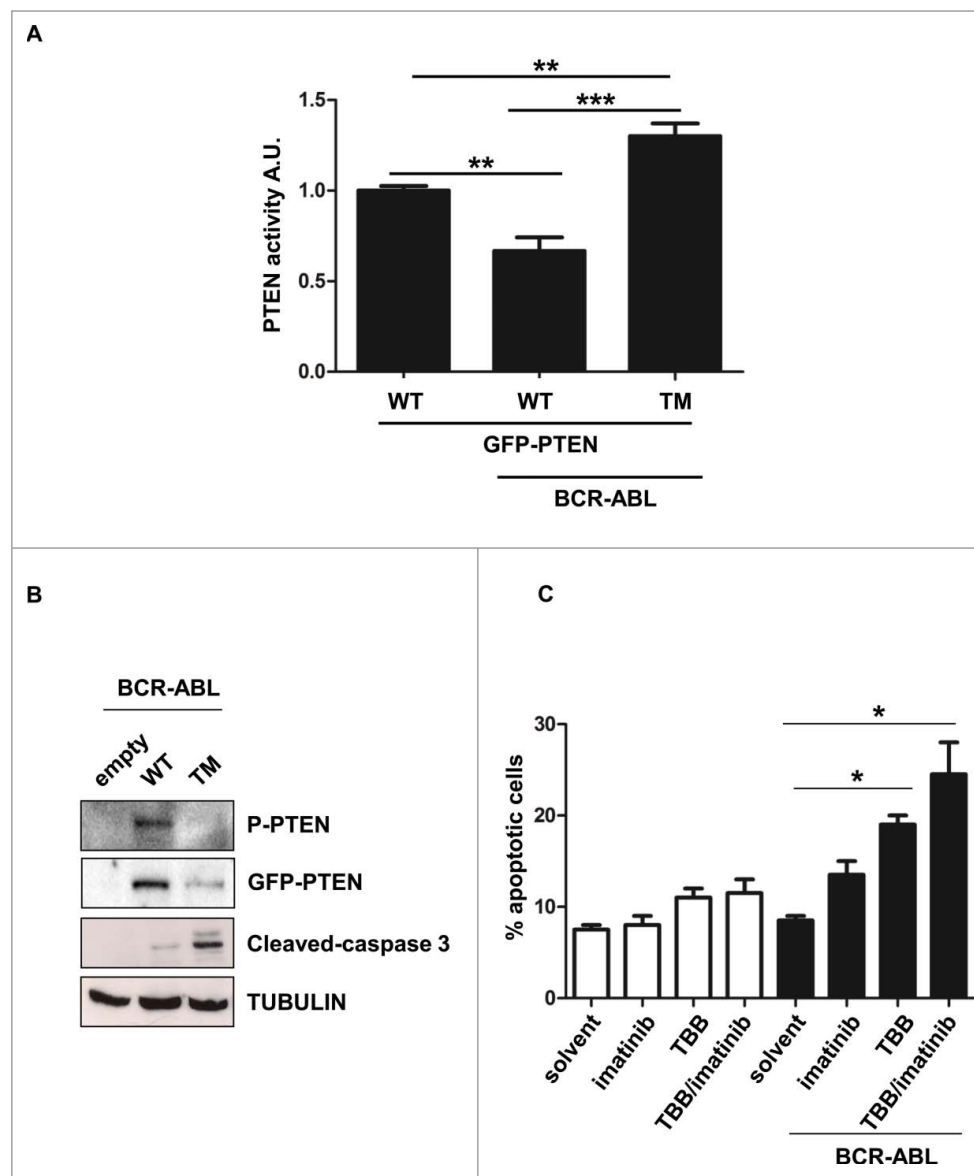 A
**
***
**
1.5
1.0
0.5
0.0
PTEN activity A.U.
WT WT TM
GFP-PTEN
BCR-ABL
B
BCR-ABL
empty WT TM
P-PTEN
GFP-PTEN
Cleaved-caspase 3
TUBULIN
C
*
*
30
20
10
0
% apoptotic cells
solvent imatinib TBB TBB/imatinib solvent imatinib TBB TBB/imatinib
BCR-ABL